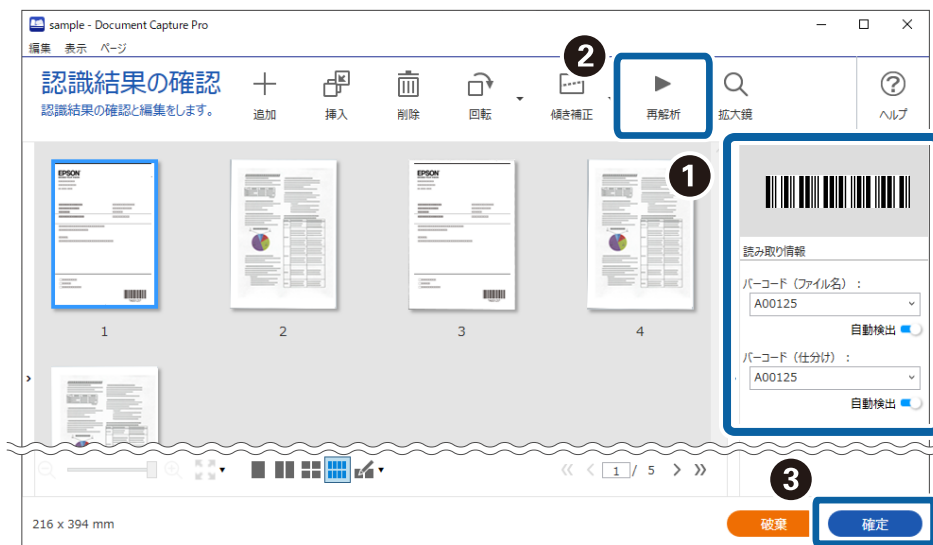 sample - Document Capture Pro
編集 表示 ページ
認識結果の確認
認識結果の確認と編集をします。
追加 挿入 削除 回転 傾き補正 再解析 拡大鏡 ヘルプ
2
1
EPSON
EPSON
1 2 3 4
読み取り情報
バーコード（ファイル名）：
A00125
自動検出
バーコード（仕分け）：
A00125
自動検出
1 / 5
3
216 x 394 mm
破棄 確定